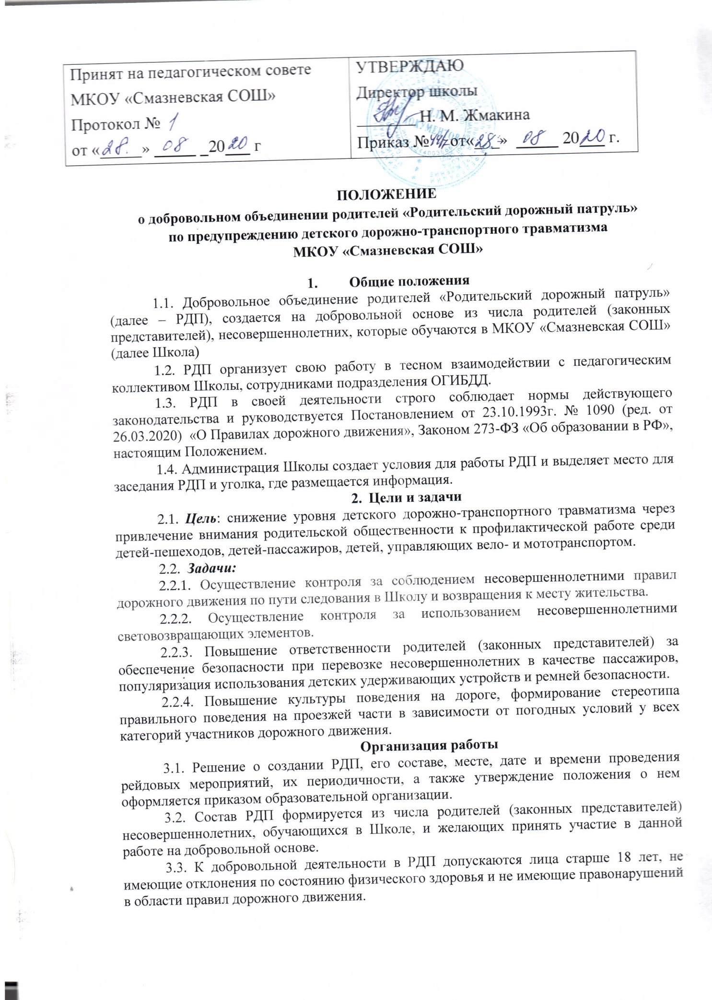 Принят на педагогическом совете
МКОУ «Смазневская СОШ»
Протокол № 1
от «28.» 08 _2020 г
УТВЕРЖДАЮ
Директор школы
Н. М. Жмакина
Приказ № от«28.» 08 2020 г.
ПОЛОЖЕНИЕ
о добровольном объединении родителей «Родительский дорожный патруль»
по предупреждению детского дорожно-транспортного травматизма
МКОУ «Смазневская СОШ»
1. Общие положения
1.1. Добровольное объединение родителей «Родительский дорожный патруль»
(далее – РДП), создается на добровольной основе из числа родителей (законных
представителей), несовершеннолетних, которые обучаются в МКОУ «Смазневская СОШ»
(далее Школа)
1.2. РДП организует свою работу в тесном взаимодействии с педагогическим
коллективом Школы, сотрудниками подразделения ОГИБДД.
1.3. РДП в своей деятельности строго соблюдает нормы действующего
законодательства и руководствуется Постановлением от 23.10.1993г. № 1090 (ред. от
26.03.2020) «О Правилах дорожного движения», Законом 273-ФЗ «Об образовании в РФ»,
настоящим Положением.
1.4. Администрация Школы создает условия для работы РДП и выделяет место для
заседания РДП и уголка, где размещается информация.
2. Цели и задачи
2.1. Цель: снижение уровня детского дорожно-транспортного травматизма через
привлечение внимания родительской общественности к профилактической работе среди
детей-пешеходов, детей-пассажиров, детей, управляющих вело- и мототранспортом.
2.2. Задачи:
2.2.1. Осуществление контроля за соблюдением несовершеннолетними правил
дорожного движения по пути следования в Школу и возвращения к месту жительства.
2.2.2. Осуществление контроля за использованием несовершеннолетними
световозвращающих элементов.
2.2.3. Повышение ответственности родителей (законных представителей) за
обеспечение безопасности при перевозке несовершеннолетних в качестве пассажиров,
популяризация использования детских удерживающих устройств и ремней безопасности.
2.2.4. Повышение культуры поведения на дороге, формирование стереотипа
правильного поведения на проезжей части в зависимости от погодных условий у всех
категорий участников дорожного движения.
Организация работы
3.1. Решение о создании РДП, его составе, месте, дате и времени проведения
рейдовых мероприятий, их периодичности, а также утверждение положения о нем
оформляется приказом образовательной организации.
3.2. Состав РДП формируется из числа родителей (законных представителей)
несовершеннолетних, обучающихся в Школе, и желающих принять участие в данной
работе на добровольной основе.
3.3. К добровольной деятельности в РДП допускаются лица старше 18 лет, не
имеющие отклонения по состоянию физического здоровья и не имеющие правонарушений
в области правил дорожного движения.